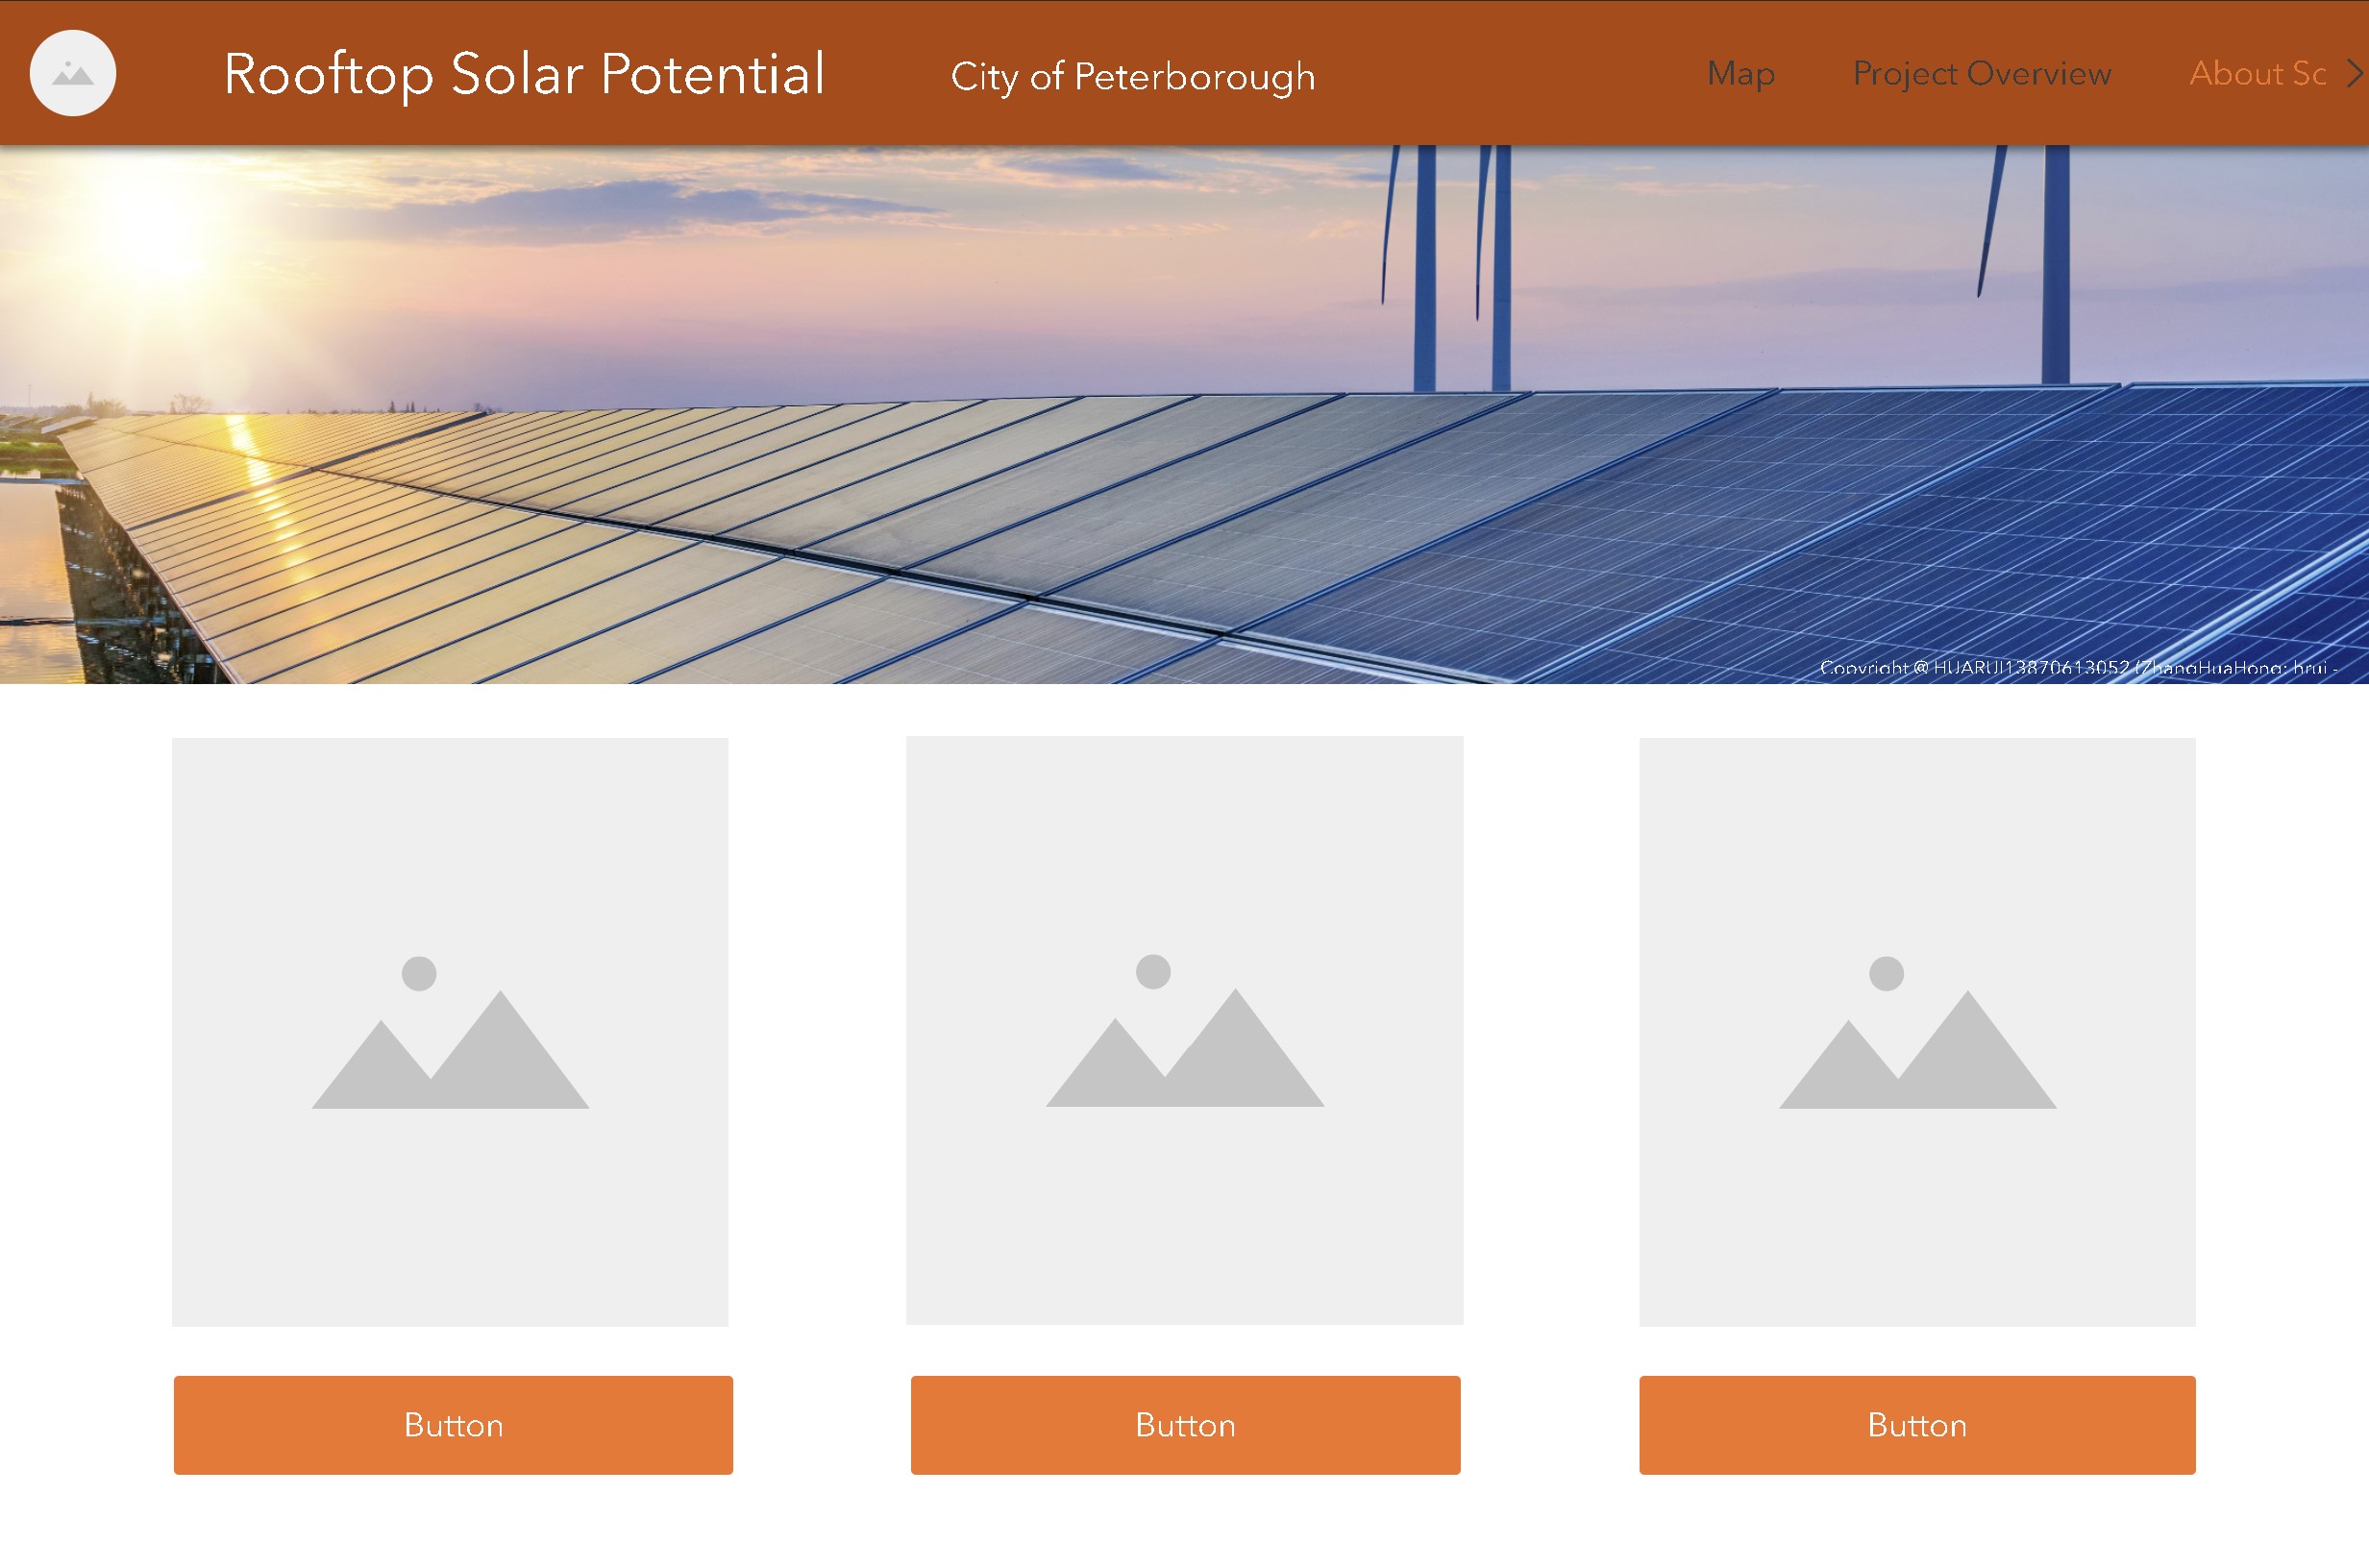 Rooftop Solar Potential
City of Peterborough
Map
Project Overview
About Sc
Copyright @ HUARUI13870613052 (ZhangHuaHong; hrui -
Button
Button
Button